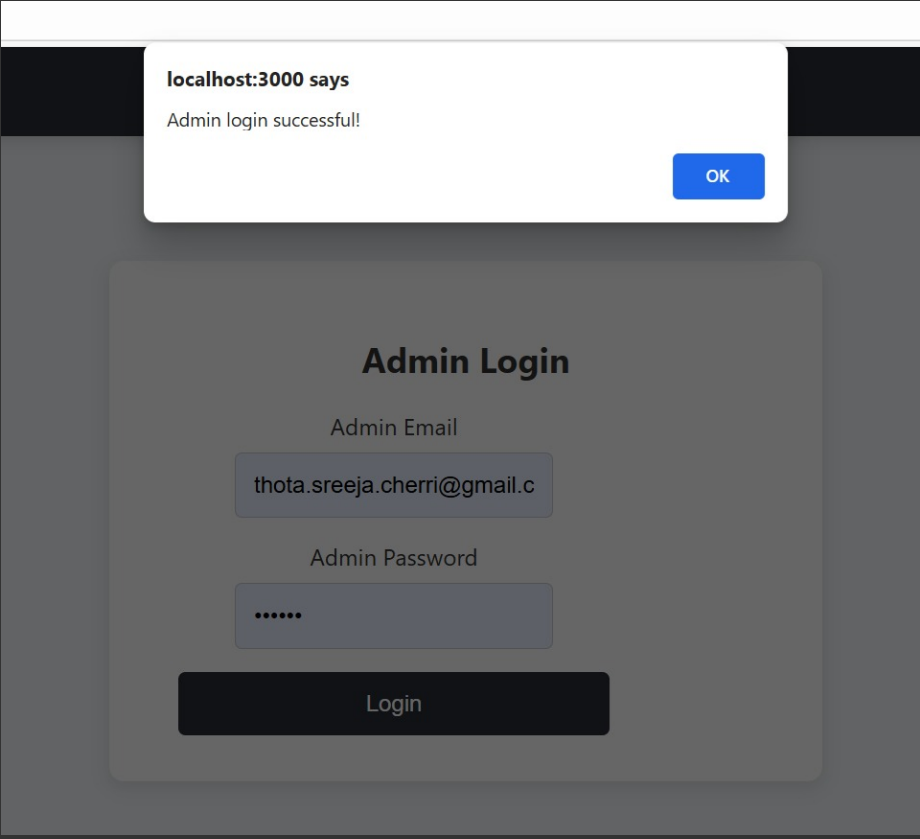 localhost:3000 says
Admin login successful!
OK
Admin Login
Admin Email
thota.sreeja.cherri@gmail.c
Admin Password
••••••
Login